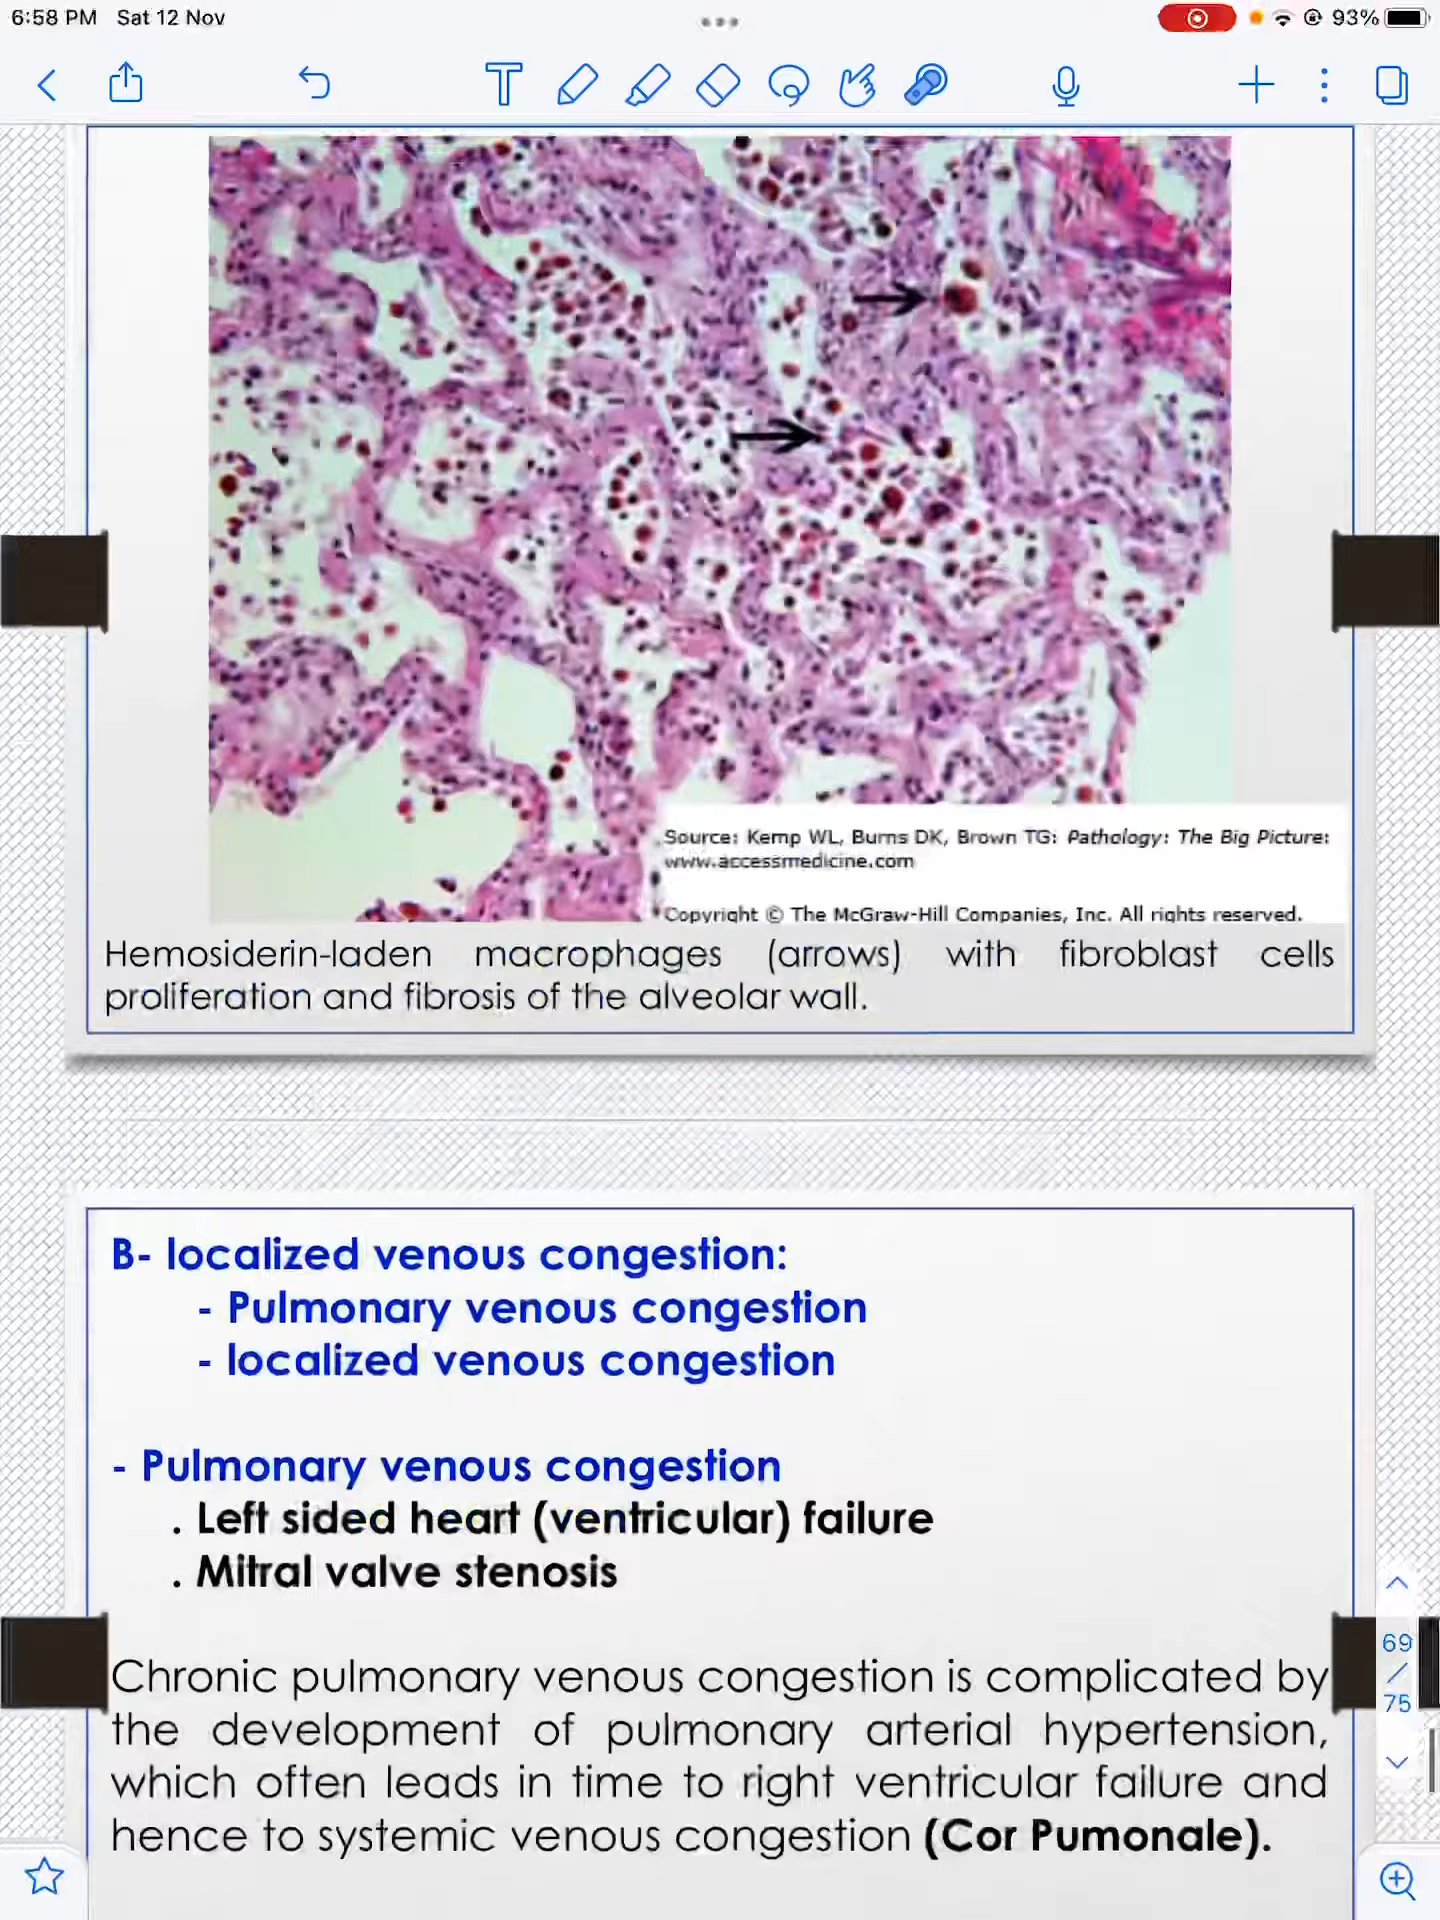 6:58 PM Sat 12 Nov
93%
Source: Kemp WL, Burns DK, Brown TG: Pathology: The Big Picture:
www.accessmedicine.com
Copyright © The McGraw-Hill Companies, Inc. All rights reserved.
Hemosiderin-laden macrophages (arrows) with fibroblast cells
proliferation and fibrosis of the alveolar wall.
B- localized venous congestion:
- Pulmonary venous congestion
- localized venous congestion
- Pulmonary venous congestion
. Left sided heart (ventricular) failure
. Mitral valve stenosis
Chronic pulmonary venous congestion is complicated by
the development of pulmonary arterial hypertension,
which often leads in time to right ventricular failure and
hence to systemic venous congestion (Cor Pumonale).
69
/
75